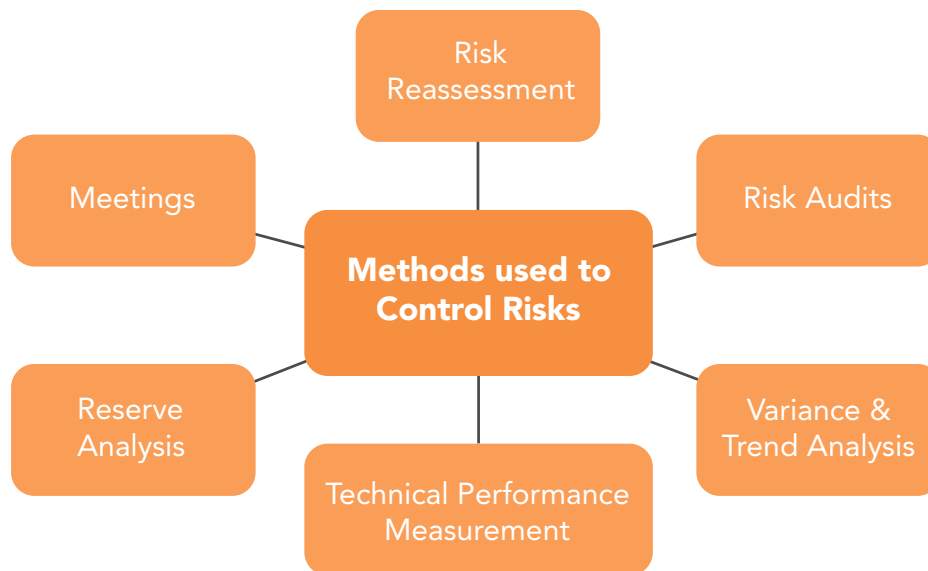 Risk
Reassessment
Meetings
Risk Audits
Methods used to
Control Risks
Reserve
Analysis
Variance &
Trend Analysis
Technical Performance
Measurement